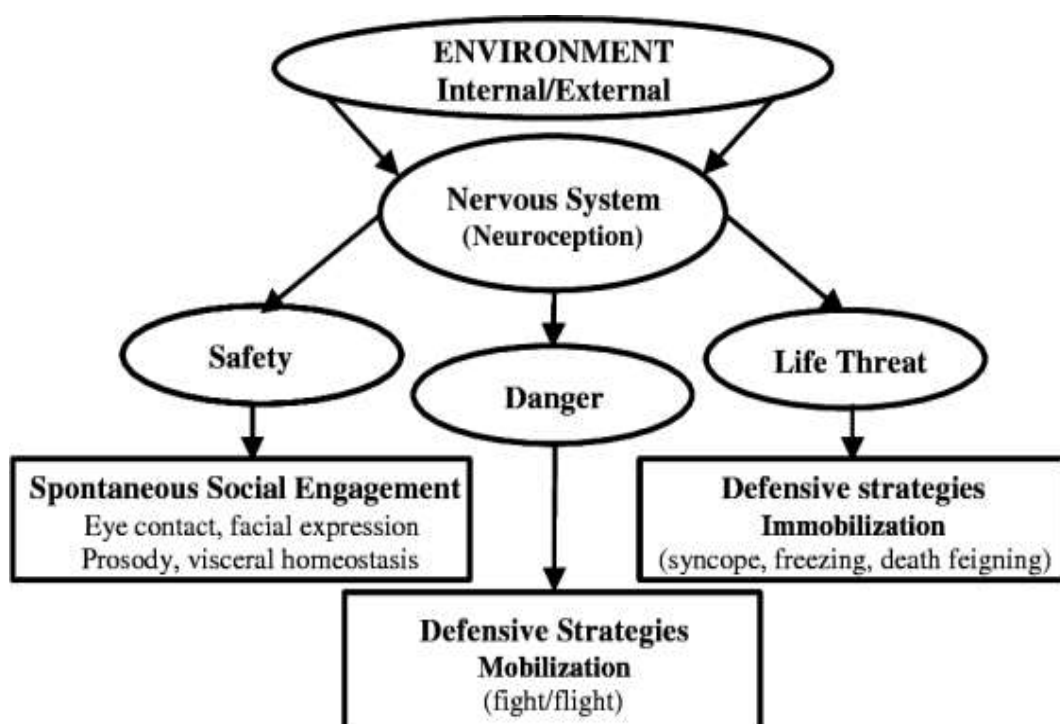 ENVIRONMENT
Internal/External
Nervous System
(Neuroception)
Safety
Danger
Life Threat
Spontaneous Social Engagement
Eye contact, facial expression
Prosody, visceral homeostasis
Defensive strategies
Immobilization
(syncope, freezing, death feigning)
Defensive Strategies
Mobilization
(fight/flight)